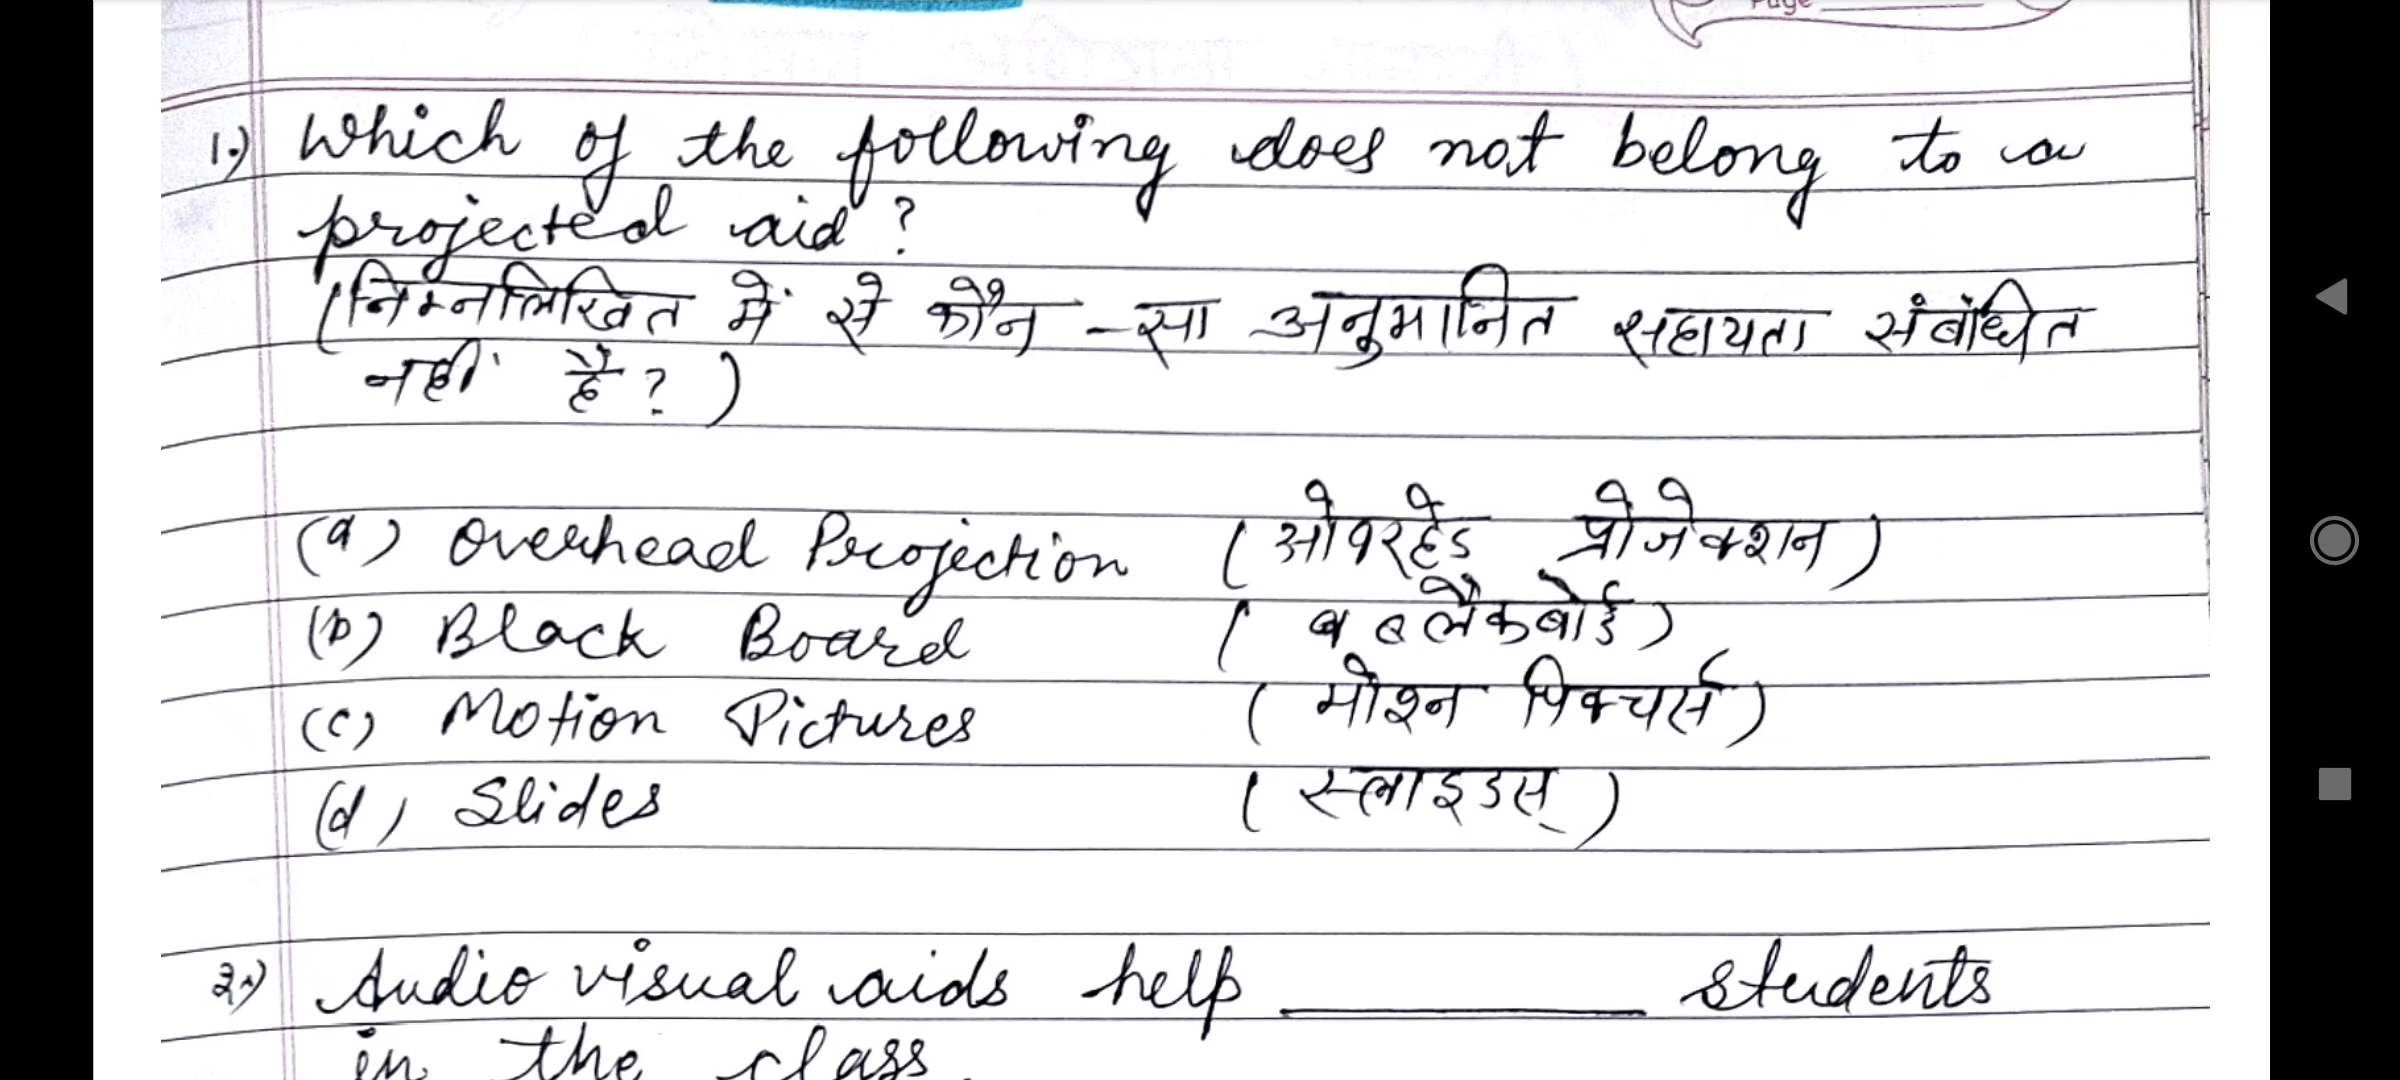 Page
1.) Which of the following does not belong to a
projected aid?
(निम्नलिखित में से कौन-सा अनुमानित सहायता संबंधित
नहीं है?)
(a) Overhead Projection (ओवरहेड प्रोजेक्शन)
(b) Black Board (ब ब्लैकबोर्ड)
(c) Motion Pictures (मोश्न पिक्चर्स)
(d) Slides (स्लाइडस्)
2.) Audio visual aids help ________ students
in the class.